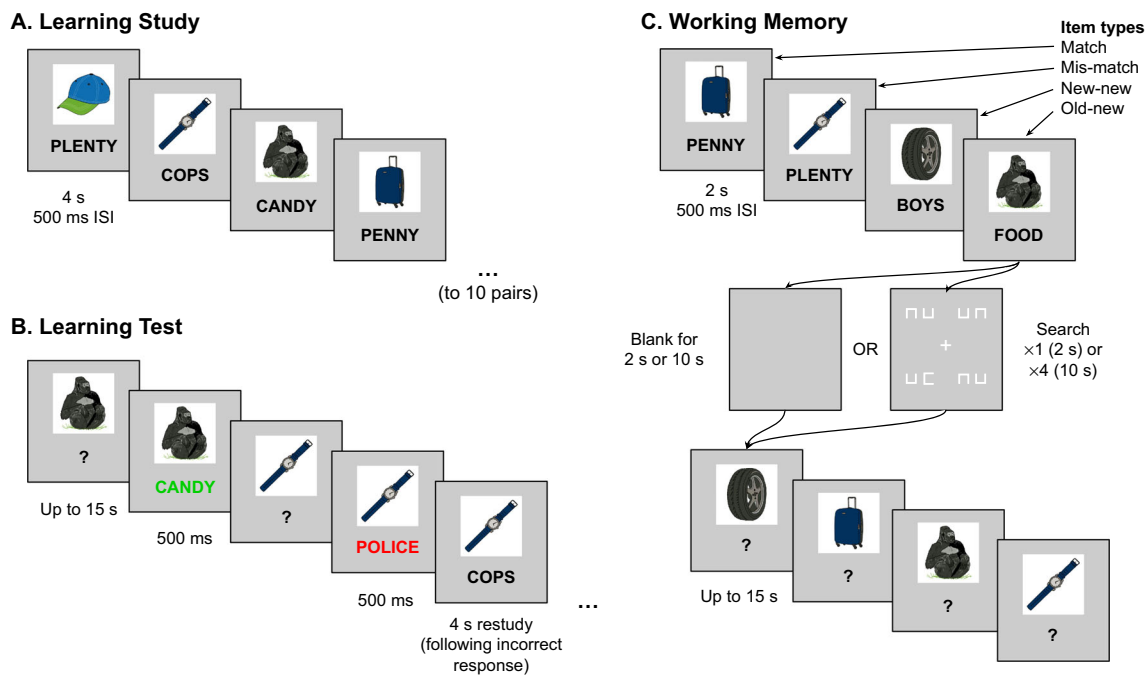 A. Learning Study
PLENTY
COPS
CANDY
PENNY
4 s
500 ms ISI
...
(to 10 pairs)
B. Learning Test
?
CANDY
?
POLICE
COPS
Up to 15 s
500 ms
500 ms
4 s restudy
(following incorrect
response)
...
C. Working Memory
Item types
Match
Mis-match
New-new
Old-new
PENNY
PLENTY
BOYS
FOOD
2 s
500 ms ISI
Blank for
2 s or 10 s
OR
Search
×1 (2 s) or
×4 (10 s)
?
?
?
?
Up to 15 s